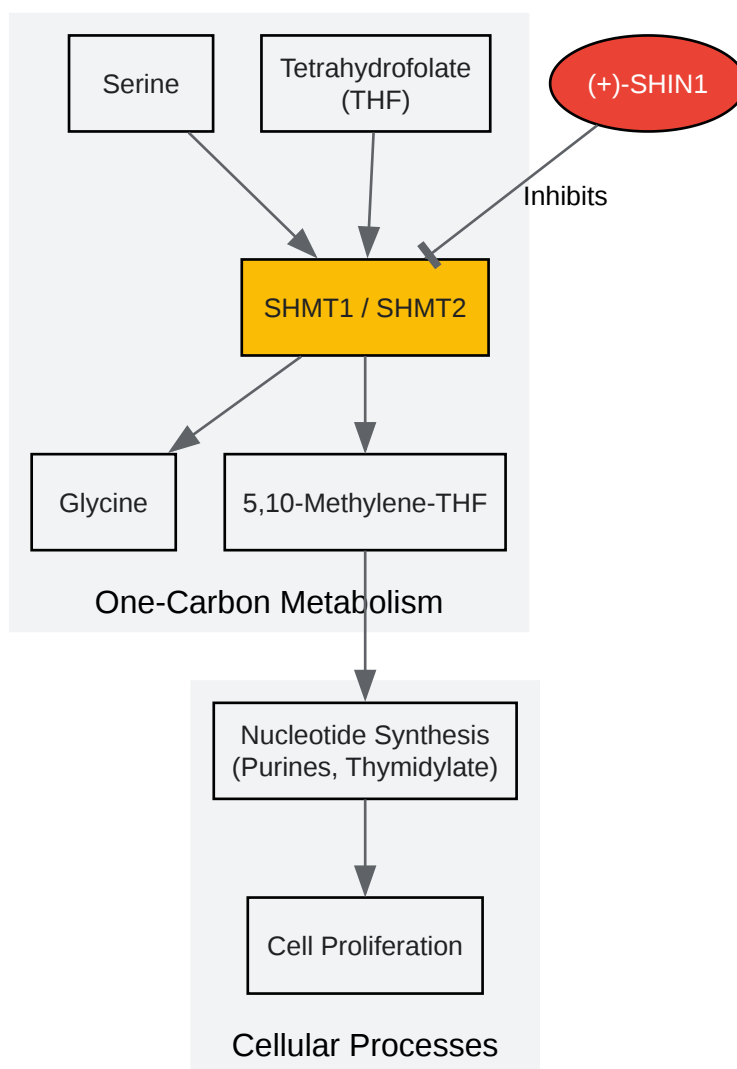 Serine
Tetrahydrofolate
(THF)
(+)-SHIN1
Inhibits
SHMT1 / SHMT2
Glycine
5,10-Methylene-THF
One-Carbon Metabolism
Nucleotide Synthesis
(Purines, Thymidylate)
Cell Proliferation
Cellular Processes